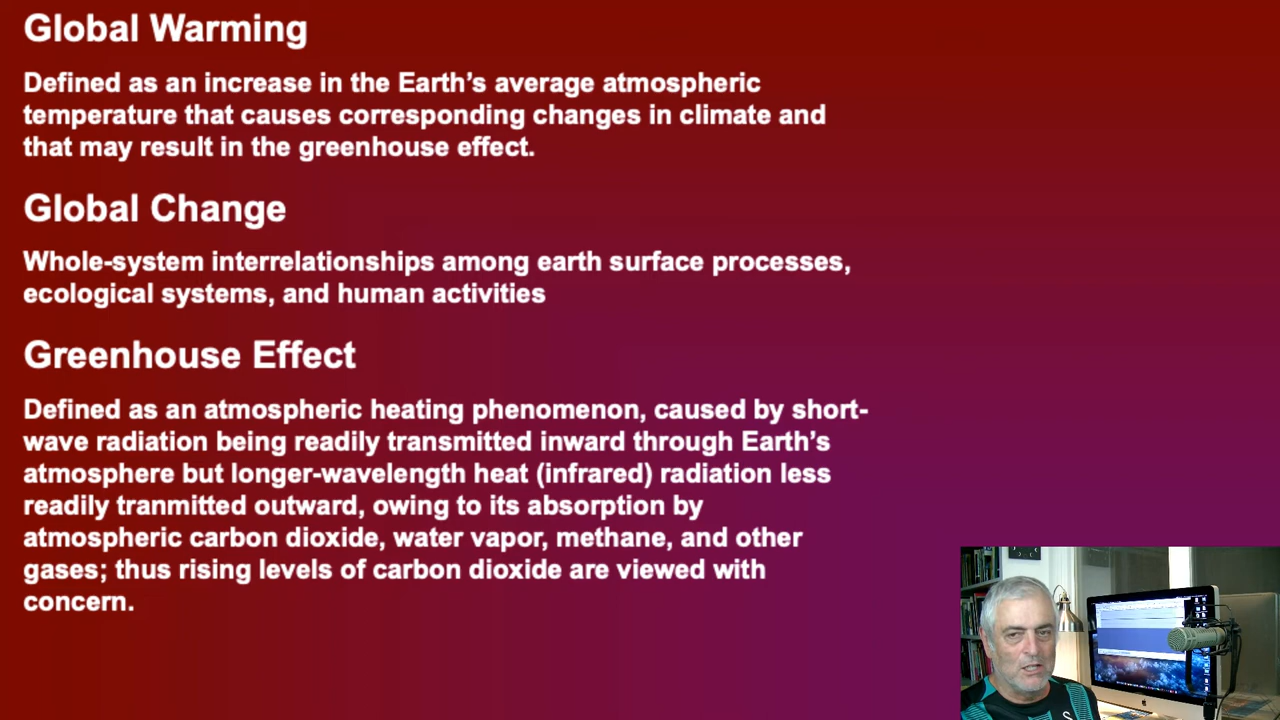 Global Warming
Defined as an increase in the Earth’s average atmospheric
temperature that causes corresponding changes in climate and
that may result in the greenhouse effect.
Global Change
Whole-system interrelationships among earth surface processes,
ecological systems, and human activities
Greenhouse Effect
Defined as an atmospheric heating phenomenon, caused by short-
wave radiation being readily transmitted inward through Earth’s
atmosphere but longer-wavelength heat (infrared) radiation less
readily tranmitted outward, owing to its absorption by
atmospheric carbon dioxide, water vapor, methane, and other
gases; thus rising levels of carbon dioxide are viewed with
concern.